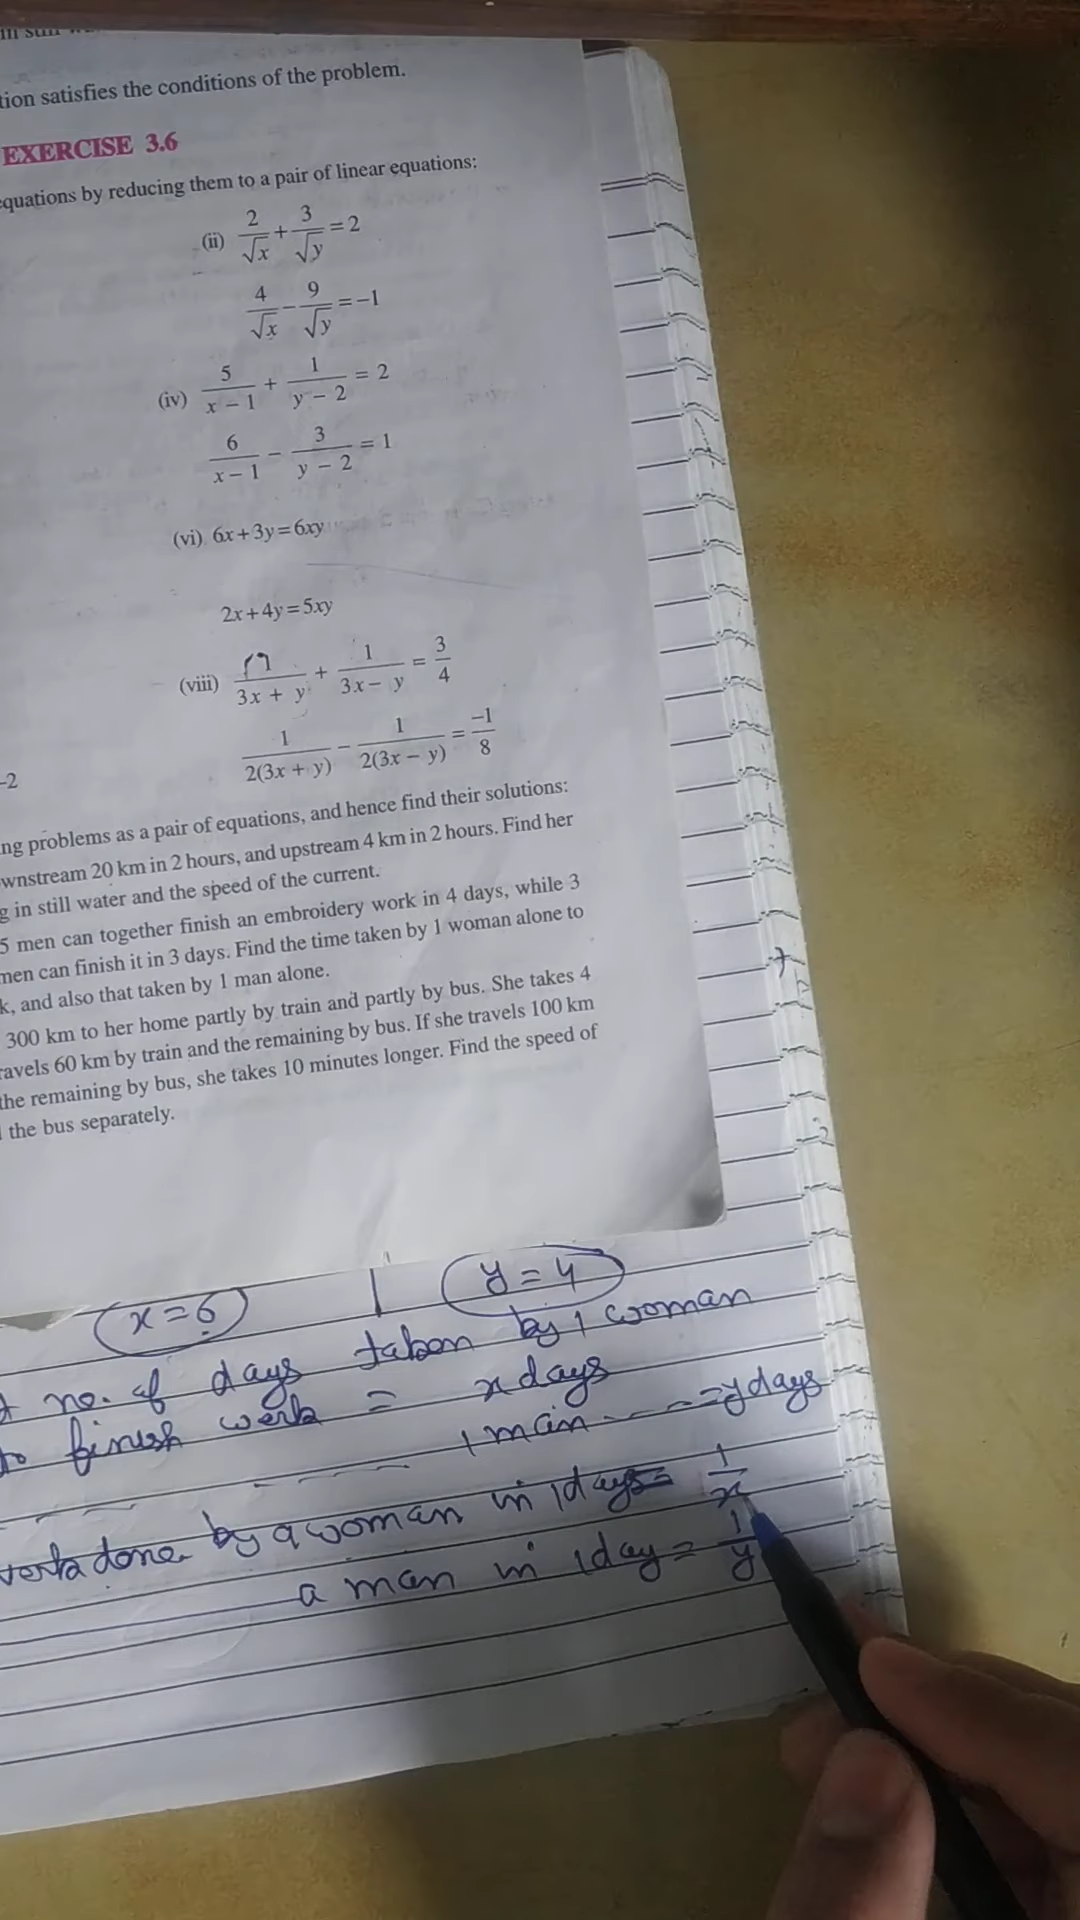 tion satisfies the conditions of the problem.
EXERCISE 3.6
equations by reducing them to a pair of linear equations:
(ii) 2/√x + 3/√y = 2
4/√x − 9/√y = −1
(iv) 5/(x − 1) + 1/(y − 2) = 2
6/(x − 1) − 3/(y − 2) = 1
(vi) 6x + 3y = 6xy
2x + 4y = 5xy
(viii) 1/(3x + y) + 1/(3x − y) = 3/4
1/2(3x + y) − 1/2(3x − y) = −1/8
-2
ng problems as a pair of equations, and hence find their solutions:
wnstream 20 km in 2 hours, and upstream 4 km in 2 hours. Find her
g in still water and the speed of the current.
5 men can together finish an embroidery work in 4 days, while 3
men can finish it in 3 days. Find the time taken by 1 woman alone to
k, and also that taken by 1 man alone.
300 km to her home partly by train and partly by bus. She takes 4
ravels 60 km by train and the remaining by bus. If she travels 100 km
the remaining by bus, she takes 10 minutes longer. Find the speed of
the bus separately.
x = 6 | y = 4
no. of days taken by 1 woman
to finish work = x days
1 man - - - = y days
done by a woman in 1 days = 1/x
a man in 1 day = 1/y